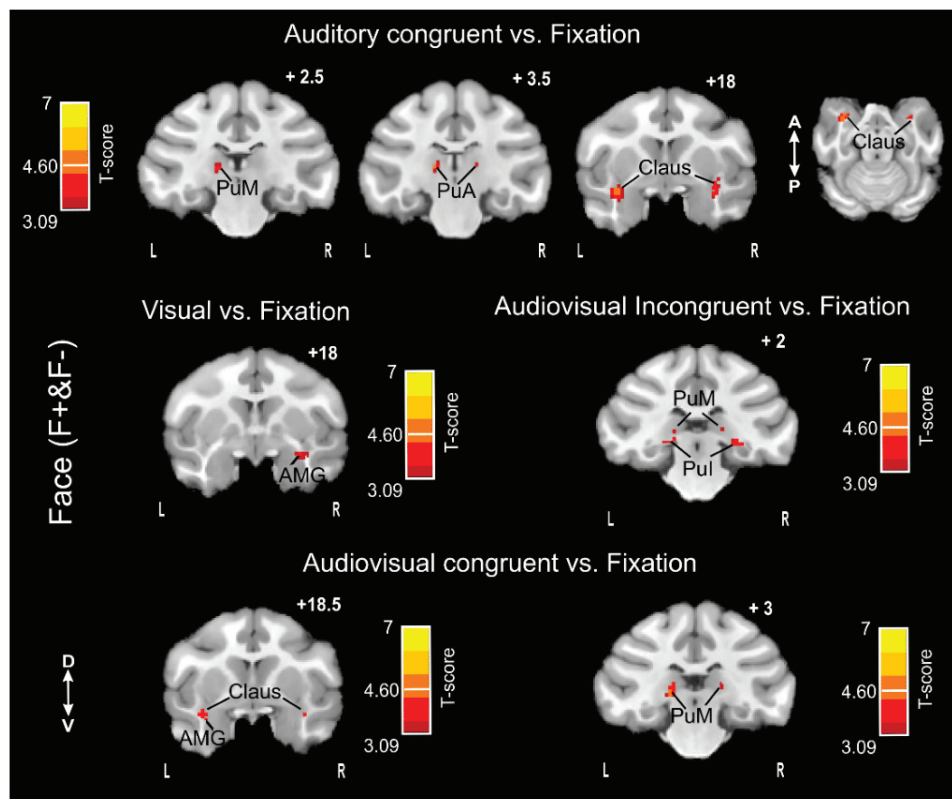 Auditory congruent vs. Fixation
+ 2.5
+ 3.5
+18
7
4.60
3.09
T-score
PuM
PuA
Claus
A
P
Claus
L
R
L
R
L
R
Face (F+&F-)
Visual vs. Fixation
+18
7
4.60
3.09
T-score
AMG
L
R
Audiovisual Incongruent vs. Fixation
+ 2
7
4.60
3.09
T-score
PuM
PuI
L
R
Audiovisual congruent vs. Fixation
D
V
+18.5
7
4.60
3.09
T-score
Claus
AMG
L
R
+ 3
7
4.60
3.09
T-score
PuM
L
R